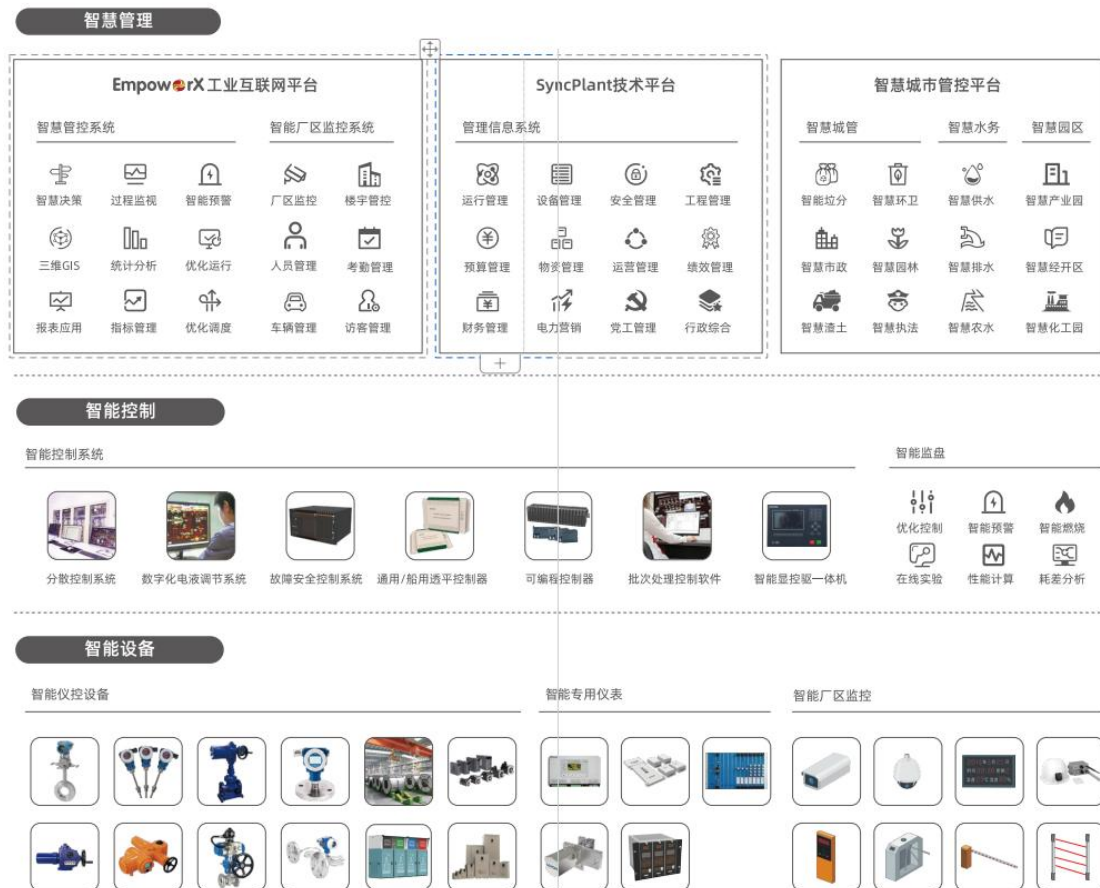 智慧管理
EmpowerX工业互联网平台
智慧管控系统
智能厂区监控系统
智慧决策 过程监视 智能预警 厂区监控 楼宇管控
三维GIS 统计分析 优化运行 人员管理 考勤管理
报表应用 指标管理 优化调度 车辆管理 访客管理
SyncPlant技术平台
管理信息系统
运行管理 设备管理 安全管理 工程管理
预算管理 物资管理 运营管理 绩效管理
财务管理 电力营销 党工管理 行政综合
智慧城市管控平台
智慧城管 智慧水务 智慧园区
智能垃分 智慧环卫 智慧供水 智慧产业园
智慧市政 智慧园林 智慧排水 智慧经开区
智慧渣土 智慧执法 智慧农水 智慧化工园
智能控制
智能控制系统
分散控制系统 数字化电液调节系统 故障安全控制系统 通用/船用透平控制器 可编程控制器 批次处理控制软件 智能显控驱一体机
智能监盘
优化控制 智能预警 智能燃烧
在线实验 性能计算 耗差分析
智能设备
智能仪控设备 智能专用仪表 智能厂区监控